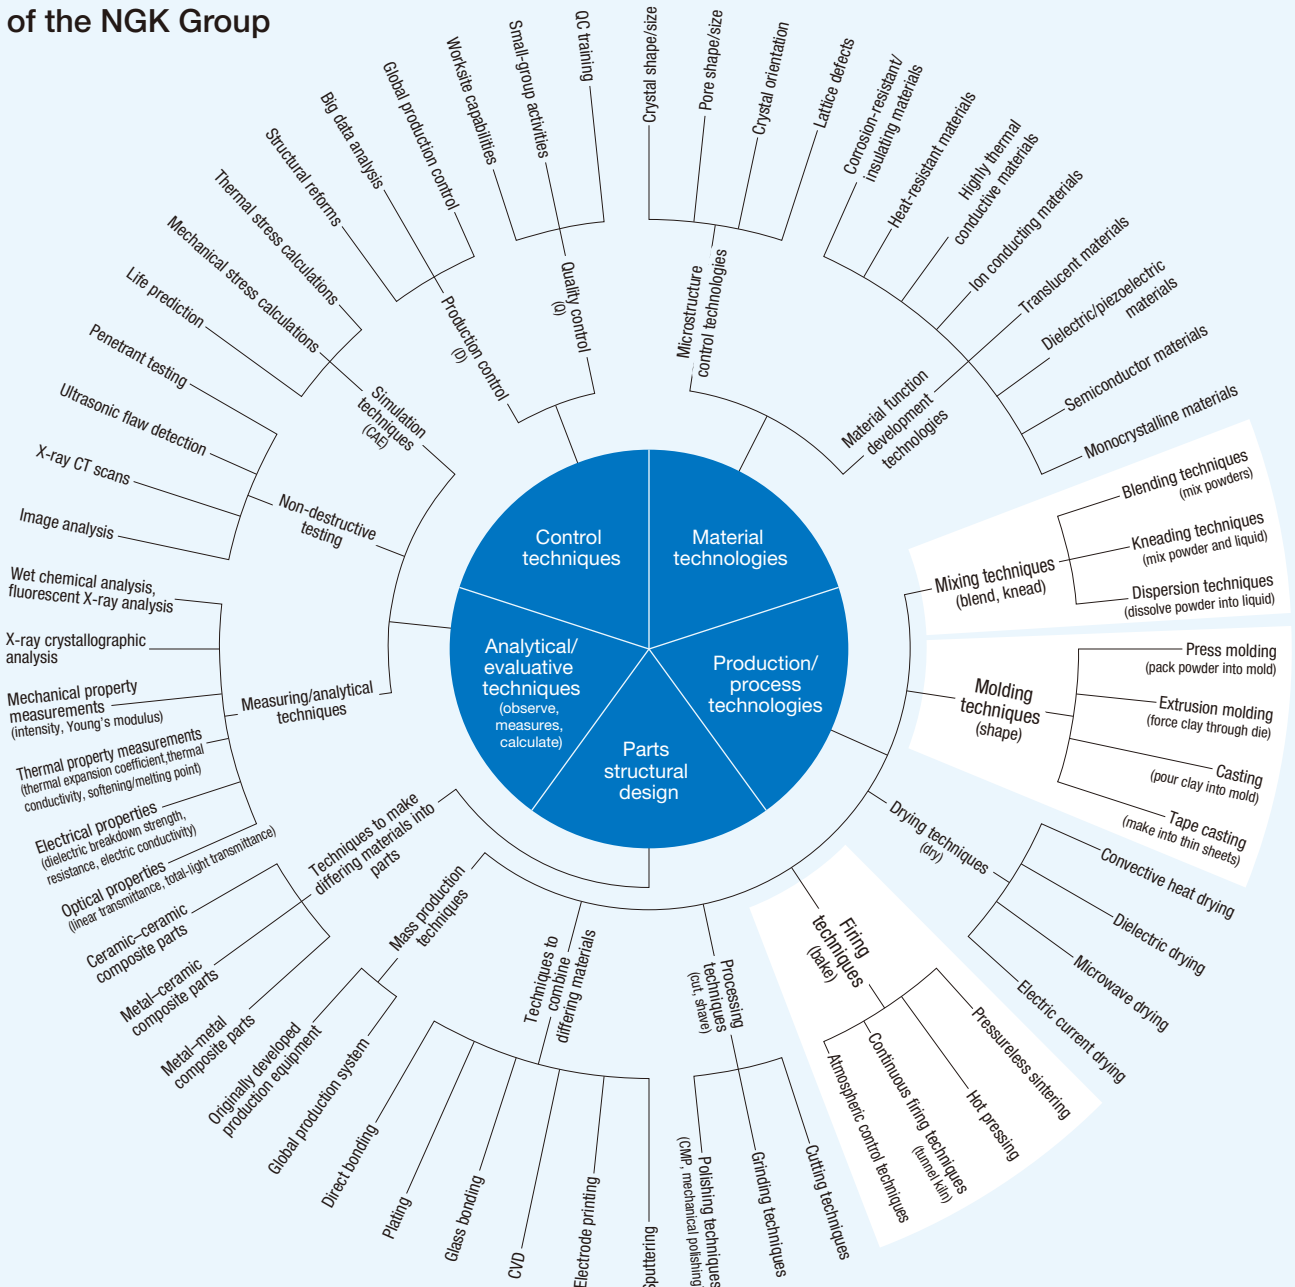 of the NGK Group
Control
techniques
Material
technologies
Production/
process
technologies
Parts
structural
design
Analytical/
evaluative
techniques
(observe,
measures,
calculate)
Microstructure
control technologies
Crystal shape/size
Pore shape/size
Crystal orientation
Lattice defects
Material function
development
technologies
Corrosion-resistant/
insulating materials
Heat-resistant materials
Highly thermal
conductive materials
Ion conducting materials
Translucent materials
Dielectric/piezoelectric
materials
Semiconductor materials
Monocrystalline materials
Mixing techniques
(blend, knead)
Blending techniques
(mix powders)
Kneading techniques
(mix powder and liquid)
Dispersion techniques
(dissolve powder into liquid)
Molding
techniques
(shape)
Press molding
(pack powder into mold)
Extrusion molding
(force clay through die)
Casting
(pour clay into mold)
Tape casting
(make into thin sheets)
Drying techniques
(dry)
Convective heat drying
Dielectric drying
Microwave drying
Electric current drying
Firing
techniques
(bake)
Pressureless sintering
Hot pressing
Continuous firing techniques
(tunnel kiln)
Atmospheric control techniques
Processing
techniques
(cut, shave)
Cutting techniques
Grinding techniques
Polishing techniques
(CMP, mechanical polishing
Techniques to
combine
differing materials
puttering
Electrode printing
CVD
Glass bonding
Plating
Direct bonding
Mass production
techniques
Global production system
Originally developed
production equipment
Techniques to make
differing materials into
parts
Metal–metal
composite parts
Metal–ceramic
composite parts
Ceramic–ceramic
composite parts
Measuring/analytical
techniques
Optical properties
(linear transmittance, total-light transmittance)
Electrical properties
(dielectric breakdown strength,
resistance, electric conductivity)
Thermal property measurements
(thermal expansion coefficient,thermal
conductivity, softening/melting point)
Mechanical property
measurements
(intensity, Young's modulus)
X-ray crystallographic
analysis
Wet chemical analysis,
fluorescent X-ray analysis
Non-destructive
testing
Image analysis
X-ray CT scans
Ultrasonic flaw detection
Penetrant testing
Simulation
techniques
(CAE)
Life prediction
Mechanical stress calculations
Thermal stress calculations
Production control
(D)
Structural reforms
Big data analysis
Global production control
Quality control
(Q)
Worksite capabilities
Small-group activities
QC training